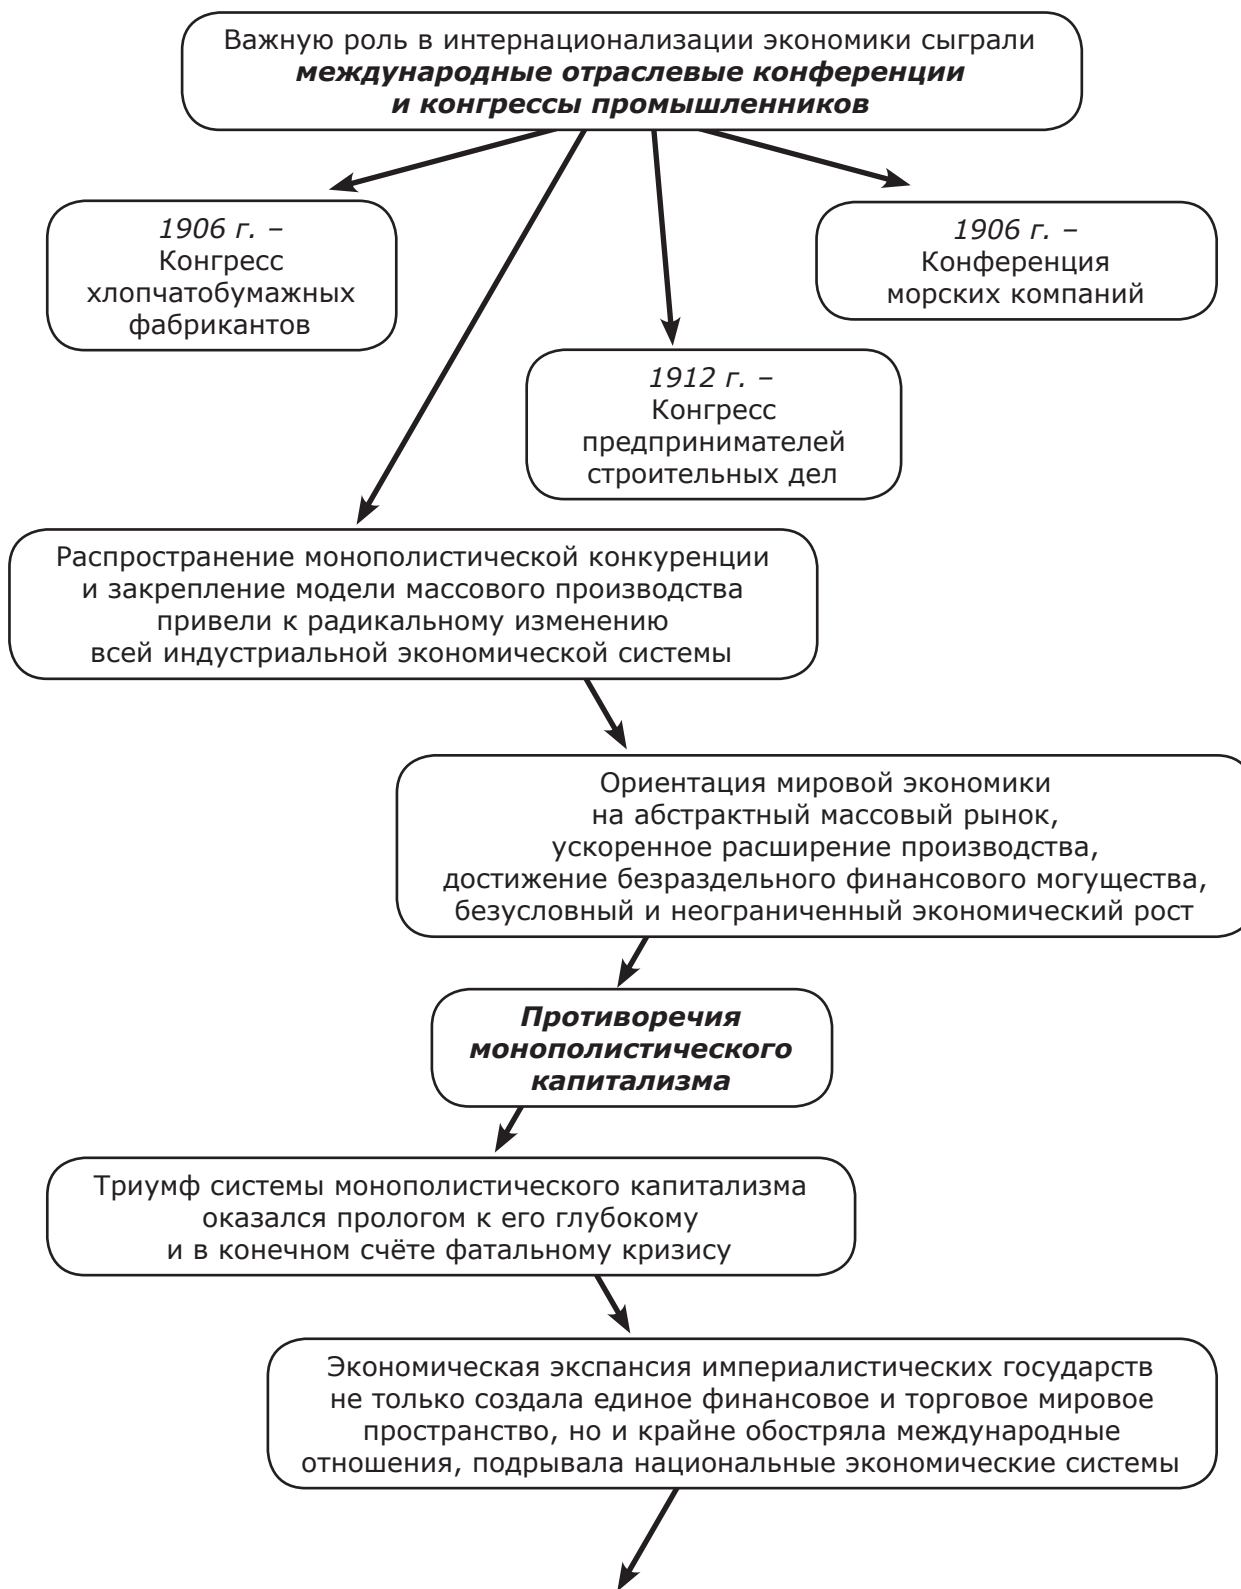 Важную роль в интернационализации экономики сыграли
международные отраслевые конференции
и конгрессы промышленников
1906 г. –
Конгресс
хлопчатобумажных
фабрикантов
1906 г. –
Конференция
морских компаний
1912 г. –
Конгресс
предпринимателей
строительных дел
Распространение монополистической конкуренции
и закрепление модели массового производства
привели к радикальному изменению
всей индустриальной экономической системы
Ориентация мировой экономики
на абстрактный массовый рынок,
ускоренное расширение производства,
достижение безраздельного финансового могущества,
безусловный и неограниченный экономический рост
Противоречия
монополистического
капитализма
Триумф системы монополистического капитализма
оказался прологом к его глубокому
и в конечном счёте фатальному кризису
Экономическая экспансия империалистических государств
не только создала единое финансовое и торговое мировое
пространство, но и крайне обостряла международные
отношения, подрывала национальные экономические системы